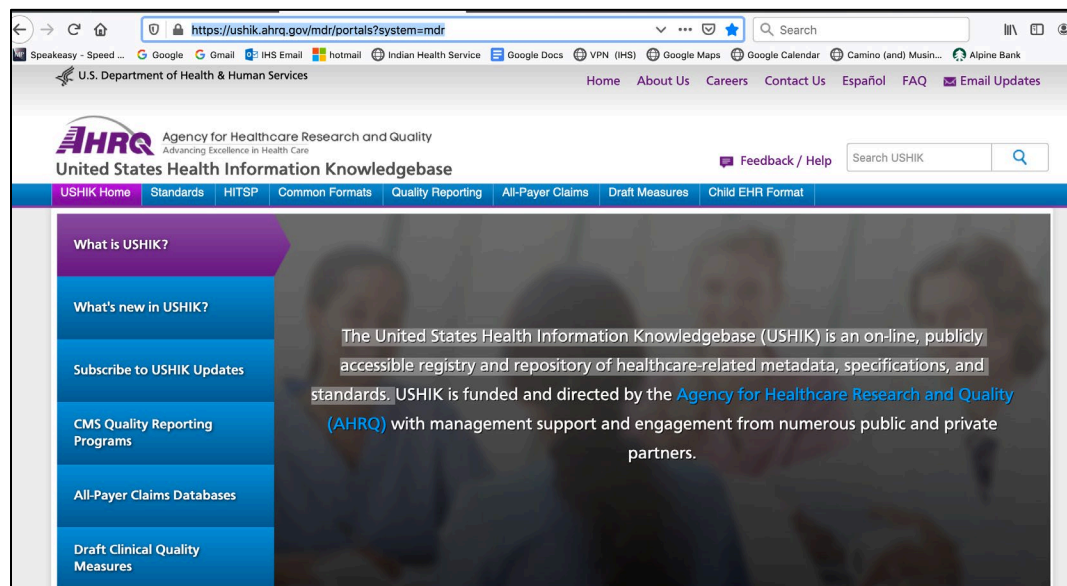 https://ushik.ahrq.gov/mdr/portals?system=mdr
Search
Speakeasy - Speed ... Google Gmail IHS Email hotmail Indian Health Service Google Docs VPN (IHS) Google Maps Google Calendar Camino (and) Musin... Alpine Bank
U.S. Department of Health & Human Services
Home About Us Careers Contact Us Español FAQ Email Updates
AHRQ Agency for Healthcare Research and Quality
Advancing Excellence in Health Care
United States Health Information Knowledgebase
Feedback / Help Search USHIK
USHIK Home Standards HITSP Common Formats Quality Reporting All-Payer Claims Draft Measures Child EHR Format
What is USHIK?
What's new in USHIK?
Subscribe to USHIK Updates
CMS Quality Reporting
Programs
All-Payer Claims Databases
Draft Clinical Quality
Measures
The United States Health Information Knowledgebase (USHIK) is an on-line, publicly
accessible registry and repository of healthcare-related metadata, specifications, and
standards. USHIK is funded and directed by the Agency for Healthcare Research and Quality
(AHRQ) with management support and engagement from numerous public and private
partners.